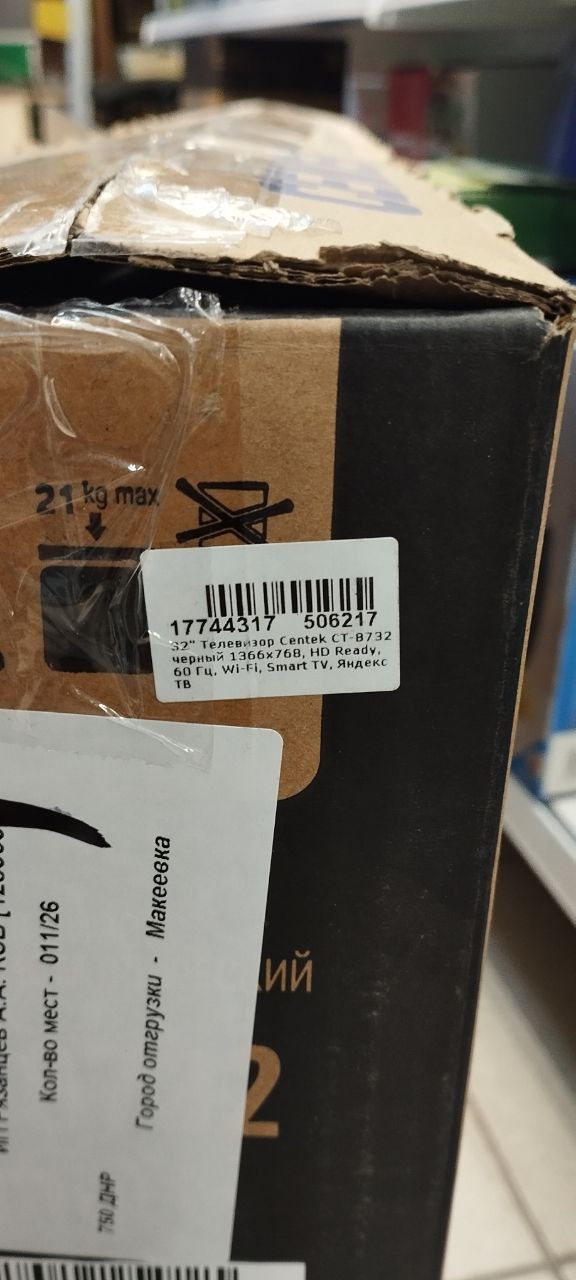 21 kg max
17744317 506217
32" Телевизор Centek CT-8732
черный 1366x768, HD Ready,
60 Гц, Wi-Fi, Smart TV, Яндекс
ТВ
Рязанцев А.А.
Кол-во мест - 011/26
Город отгрузки - Макеевка
750 ДНР
кий
2